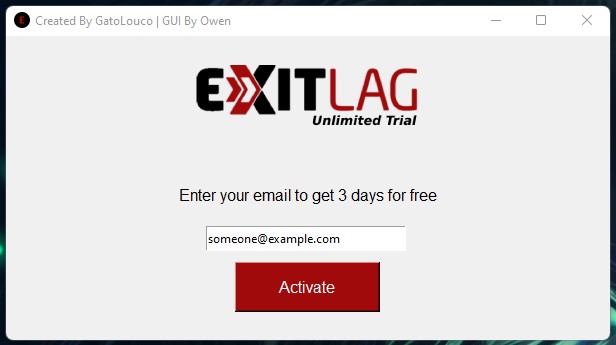 E
Created By GatoLouco | GUI By Owen
EXITLAG
Unlimited Trial
Enter your email to get 3 days for free
someone@example.com
Activate